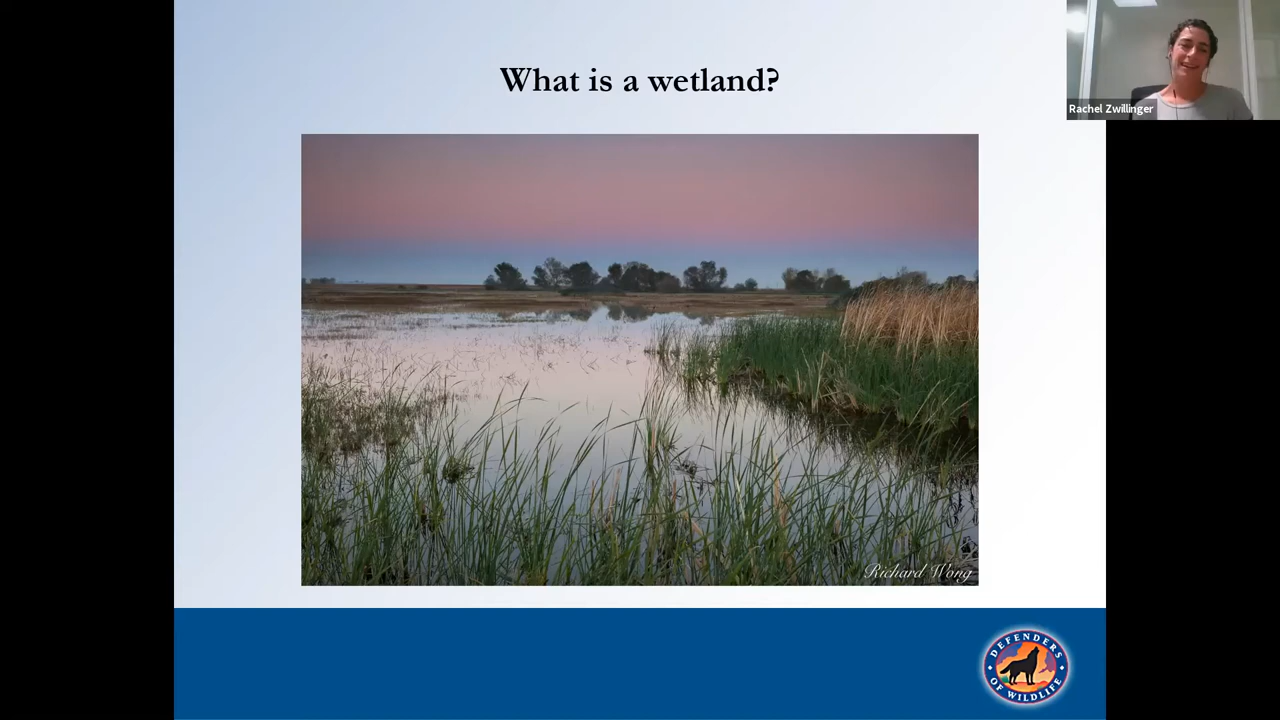 What is a wetland?
Rachel Zwillinger
Richard Wong
DEFENDERS
OF WILDLIFE